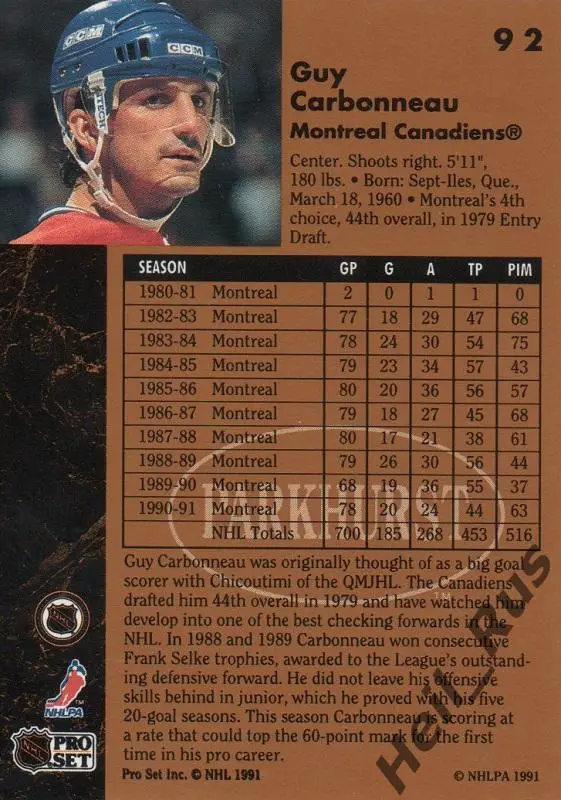 92
Guy
Carbonneau
Montreal Canadiens®
Center. Shoots right. 5'11",
180 lbs. • Born: Sept-Iles, Que.,
March 18, 1960 • Montreal's 4th
choice, 44th overall, in 1979 Entry
Draft.
SEASON GP G A TP PIM
1980-81 Montreal 2 0 1 1 0
1982-83 Montreal 77 18 29 47 68
1983-84 Montreal 78 24 30 54 75
1984-85 Montreal 79 23 34 57 43
1985-86 Montreal 80 20 36 56 57
1986-87 Montreal 79 18 27 45 68
1987-88 Montreal 80 17 21 38 61
1988-89 Montreal 79 26 30 56 44
1989-90 Montreal 68 19 36 55 37
1990-91 Montreal 78 20 24 44 63
NHL Totals 700 185 268 453 516
PARKHURST
TM
Guy Carbonneau was originally thought of as a big goal
scorer with Chicoutimi of the QMJHL. The Canadiens
drafted him 44th overall in 1979 and have watched him
develop into one of the best checking forwards in the
NHL. In 1988 and 1989 Carbonneau won consecutive
Frank Selke trophies, awarded to the League's outstand-
ing defensive forward. He did not leave his offensive
skills behind in junior, which he proved with his five
20-goal seasons. This season Carbonneau is scoring at
a rate that could top the 60-point mark for the first
time in his pro career.
Pro Set Inc. © NHL 1991
© NHLPA 1991
CCM
CCM
CCM
NHL
NHLPA
TM
NHL
PRO
SET
Hell_Rus